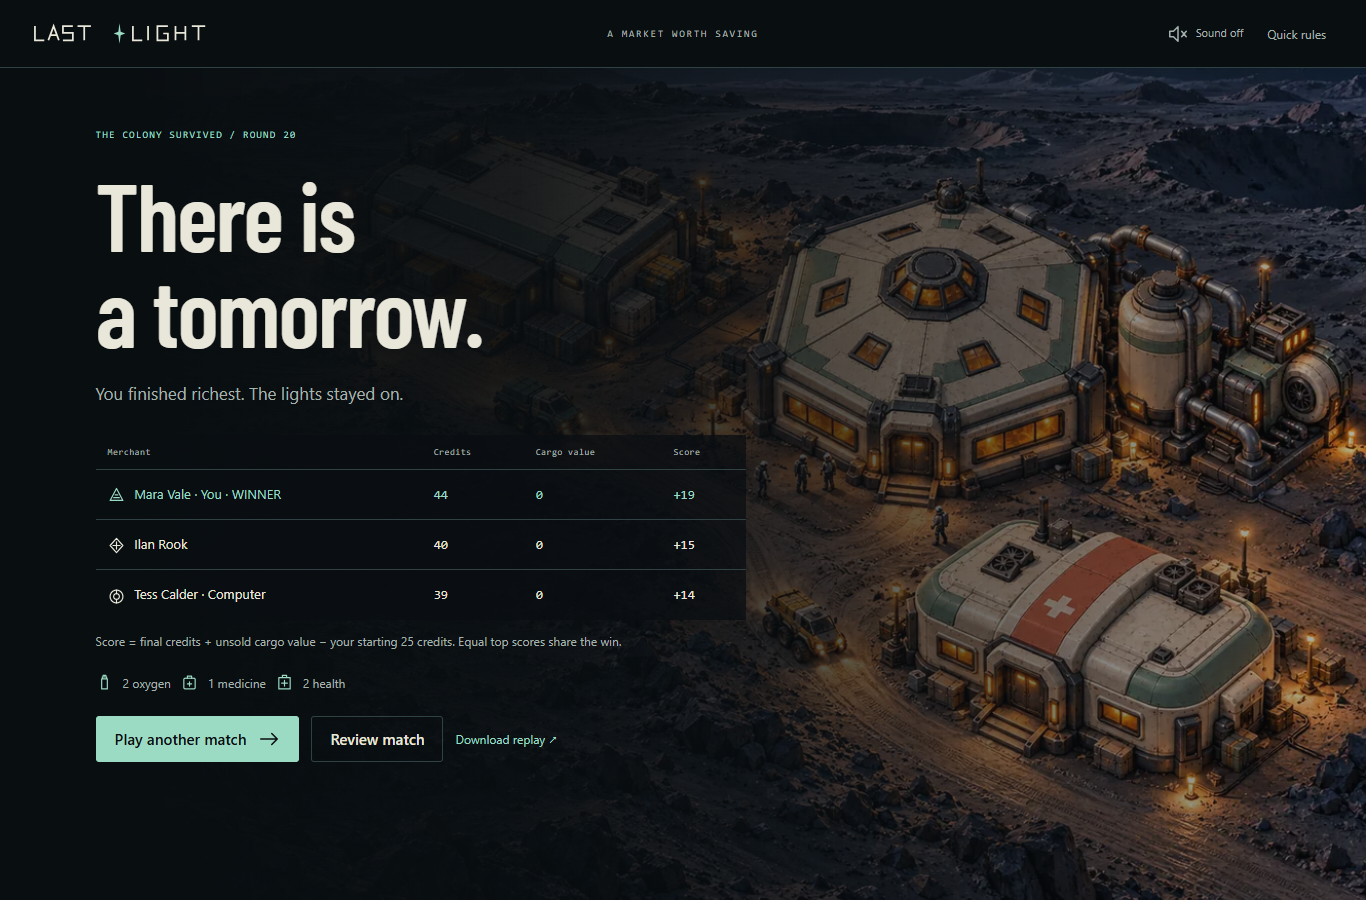 LAST LIGHT
A MARKET WORTH SAVING
Sound off
Quick rules
THE COLONY SURVIVED / ROUND 20
There is
a tomorrow.
You finished richest. The lights stayed on.
Merchant Credits Cargo value Score
Mara Vale · You · WINNER 44 0 +19
Ilan Rook 40 0 +15
Tess Calder · Computer 39 0 +14
Score = final credits + unsold cargo value − your starting 25 credits. Equal top scores share the win.
2 oxygen 1 medicine 2 health
Play another match → Review match Download replay ↗